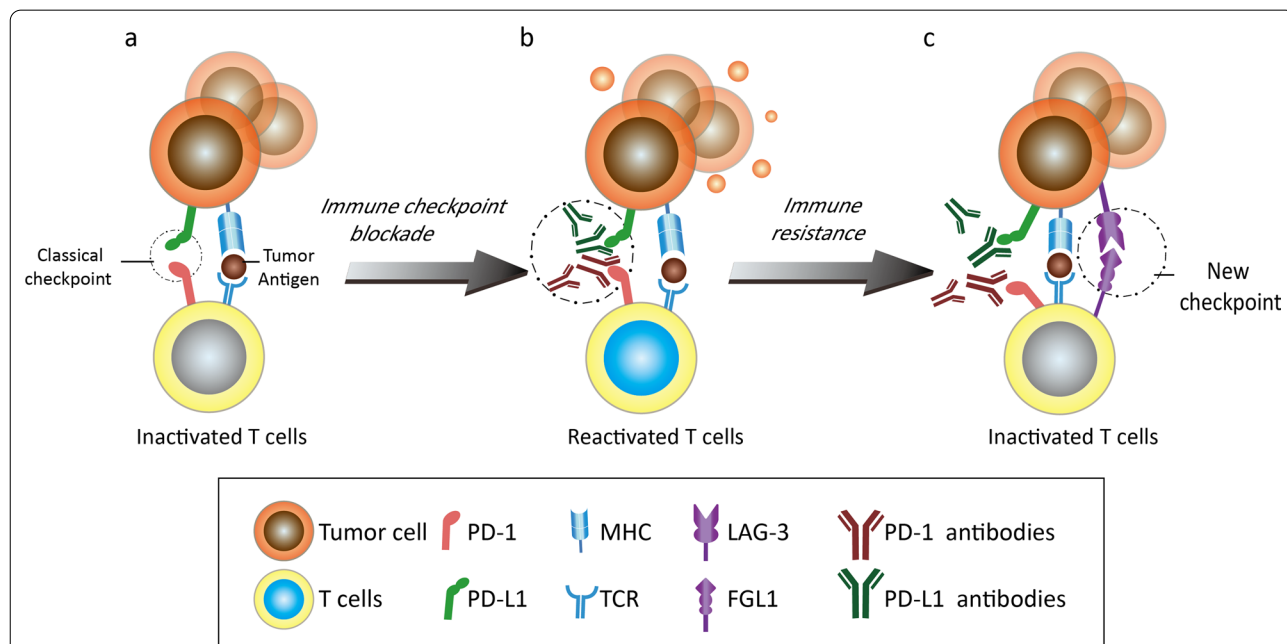 a
b
c
Classical
checkpoint
Tumor
Antigen
Immune checkpoint
blockade
Immune
resistance
New
checkpoint
Inactivated T cells
Reactivated T cells
Inactivated T cells
Tumor cell
PD-1
MHC
LAG-3
PD-1 antibodies
T cells
PD-L1
TCR
FGL1
PD-L1 antibodies